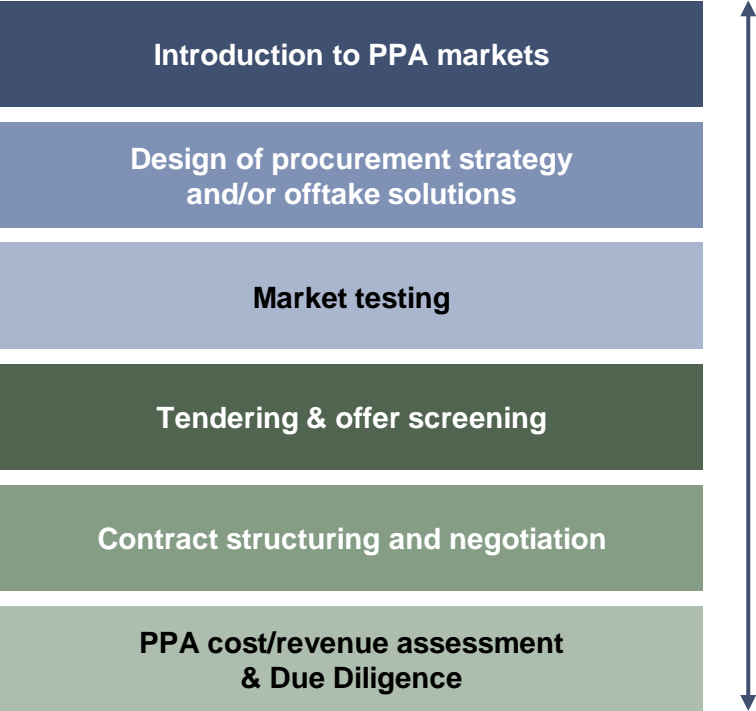 Introduction to PPA markets
Design of procurement strategy
and/or offtake solutions
Market testing
Tendering & offer screening
Contract structuring and negotiation
PPA cost/revenue assessment
& Due Diligence